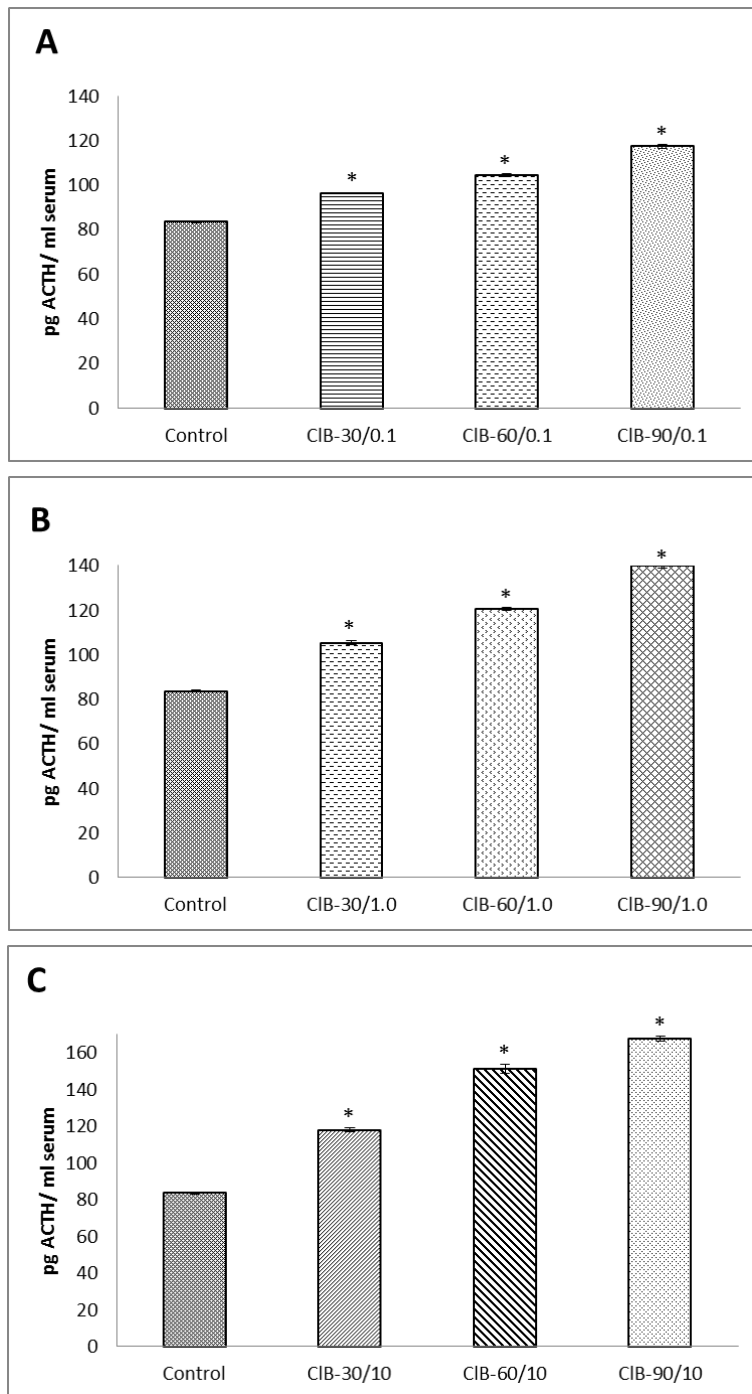 A
pg ACTH/ ml serum
140
120
100
80
60
40
20
0
*
*
*
Control
ClB-30/0.1
ClB-60/0.1
ClB-90/0.1
B
pg ACTH/ ml serum
140
120
100
80
60
40
20
0
*
*
*
Control
ClB-30/1.0
ClB-60/1.0
ClB-90/1.0
C
pg ACTH/ ml serum
160
140
120
100
80
60
40
20
0
*
*
*
Control
ClB-30/10
ClB-60/10
ClB-90/10